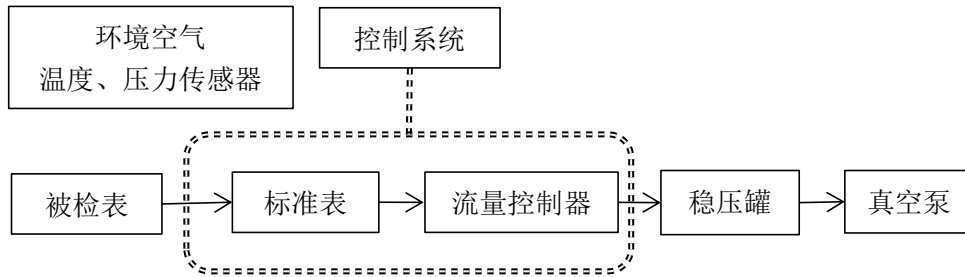 环境空气
温度、压力传感器
控制系统
被检表
标准表
流量控制器
稳压罐
真空泵